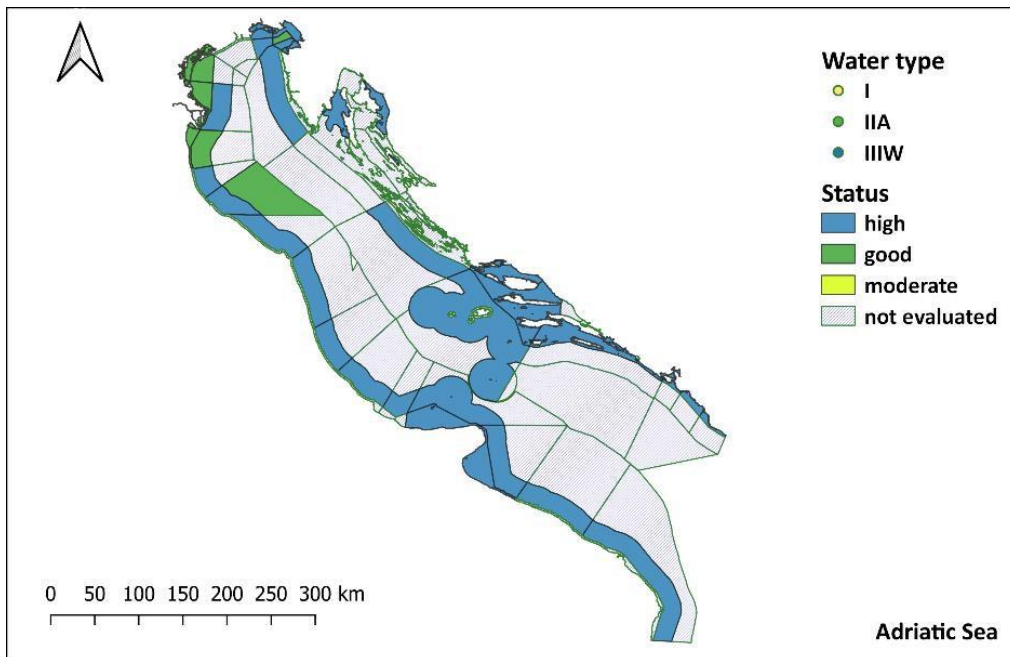 Water type
I
IIA
IIIW
Status
high
good
moderate
not evaluated
0 50 100 150 200 250 300 km
Adriatic Sea